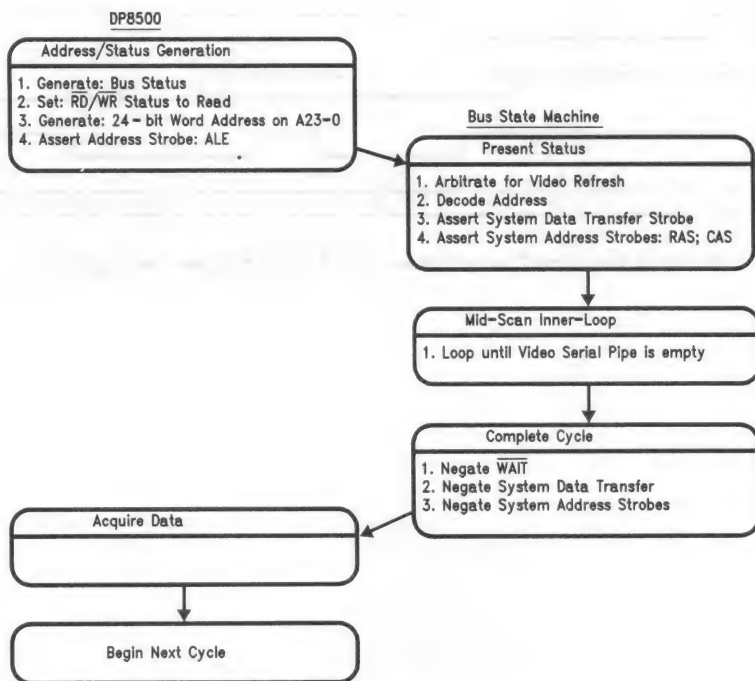 DP8500
Address/Status Generation
1. Generate: Bus Status
2. Set: R̅D̅/W̅R̅ Status to Read
3. Generate: 24-bit Word Address on A23-0
4. Assert Address Strobe: ALE
Bus State Machine
Present Status
1. Arbitrate for Video Refresh
2. Decode Address
3. Assert System Data Transfer Strobe
4. Assert System Address Strobes: RAS; CAS
Mid-Scan Inner-Loop
1. Loop until Video Serial Pipe is empty
Complete Cycle
1. Negate W̅A̅I̅T̅
2. Negate System Data Transfer
3. Negate System Address Strobes
Acquire Data
Begin Next Cycle